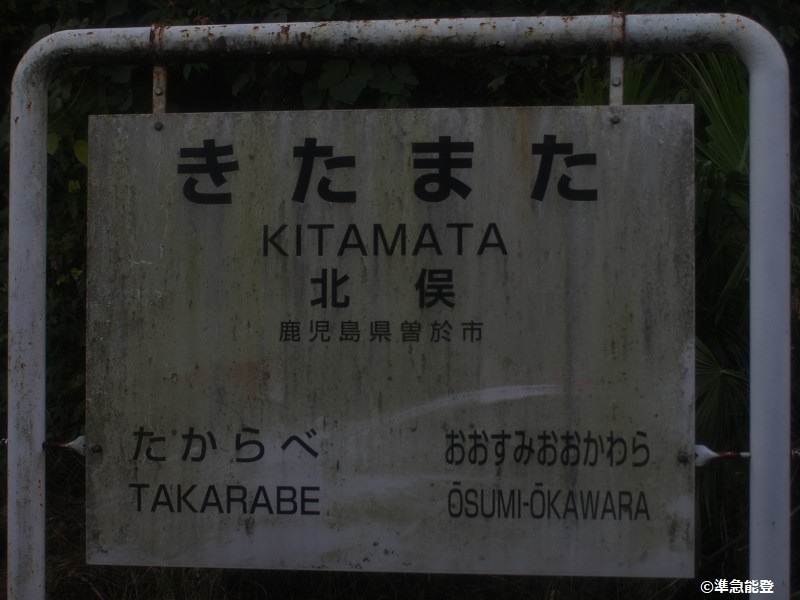 きたまた
KITAMATA
北俣
鹿児島県曽於市
たからべ おおすみおおかわら
TAKARABE ŌSUMI-ŌKAWARA
©準急能登